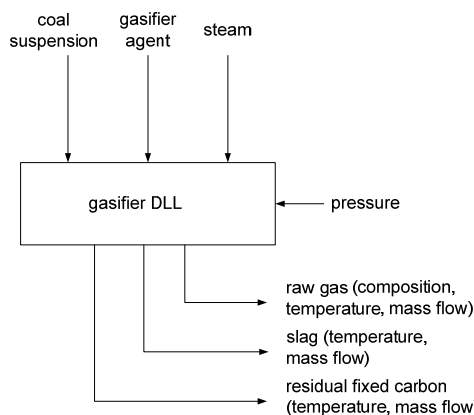 coal
suspension
gasifier
agent
steam
gasifier DLL
pressure
raw gas (composition,
temperature, mass flow)
slag (temperature,
mass flow)
residual fixed carbon
(temperature, mass flow